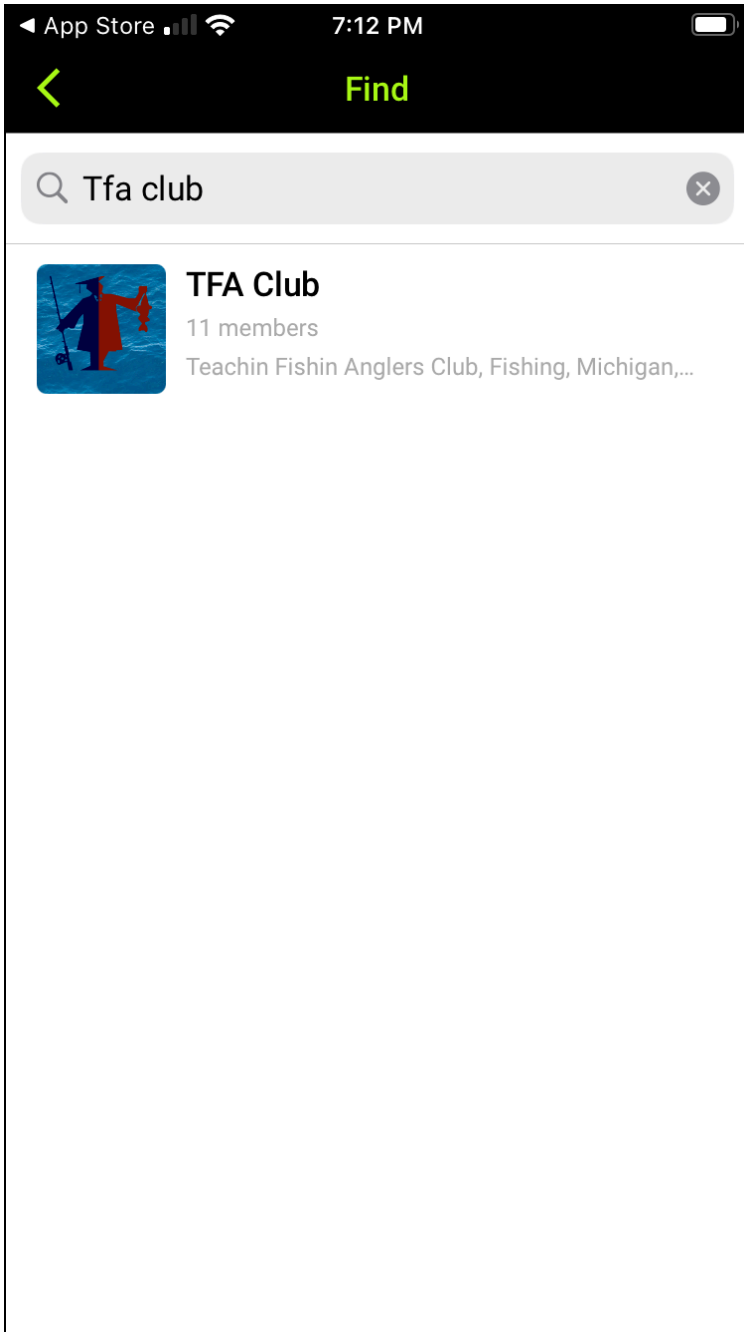 App Store 7:12 PM
Find
Tfa club
TFA Club
11 members
Teachin Fishin Anglers Club, Fishing, Michigan,...